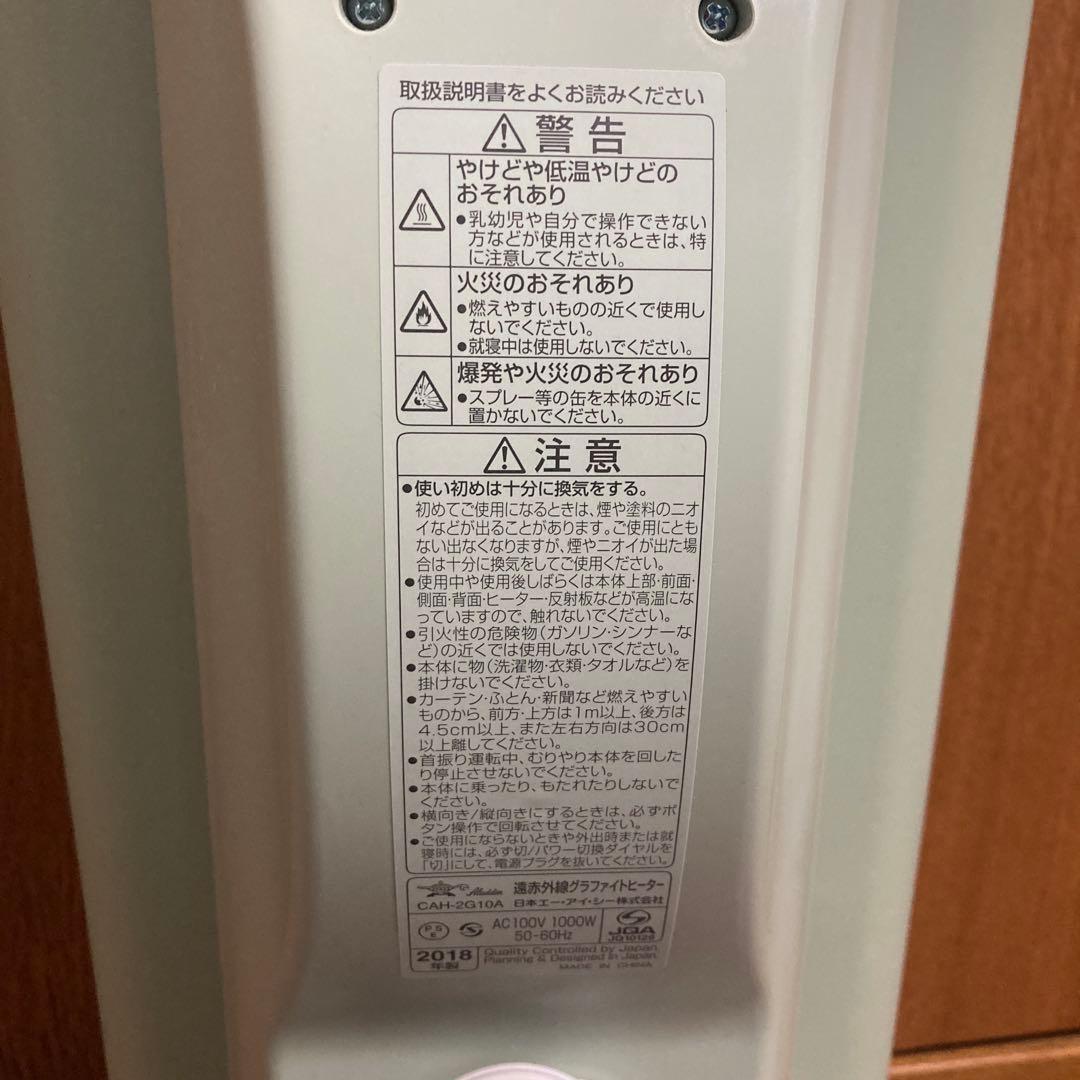 取扱説明書をよくお読みください
警告
やけどや低温やけどの
おそれあり
●乳幼児や自分で操作できない
方などが使用されるときは、特
に注意してください。
火災のおそれあり
●燃えやすいものの近くで使用し
ないでください。
●就寝中は使用しないでください。
爆発や火災のおそれあり
●スプレー等の缶を本体の近くに
置かないでください。
注意
●使い初めは十分に換気をする。
初めてご使用になるときは、煙や塗料のニオ
イなどが出ることがあります。ご使用にとも
ない出なくなりますが、煙やニオイが出た場
合は十分に換気をしてご使用ください。
●使用中や使用後しばらくは本体上部・前面・
側面・背面・ヒーター・反射板などが高温にな
っていますので、触れないでください。
●引火性の危険物(ガソリン・シンナーな
ど)の近くでは使用しないでください。
●本体に物(洗濯物・衣類・タオルなど)を
掛けないでください。
●カーテン・ふとん・新聞など燃えやすい
ものから、前方・上方は1m以上、後方は
4.5cm以上、また左右方向は30cm
以上離してください。
●首振り運転中、むりやり本体を回した
り停止させないでください。
●本体に乗ったり、もたれたりしないで
ください。
●横向き/縦向きにするときは、必ずボ
タン操作で回転させてください。
●ご使用にならないときや外出時または就
寝時には、必ず切/パワー切換ダイヤルを
「切」にして、電源プラグを抜いてください。
Aladdin 遠赤外線グラファイトヒーター
CAH-2G10A 日本エー・アイ・シー株式会社
PSE AC100V 1000W
50-60Hz
JQA
JQ10129
2018
年製
Quality Controlled by Japan.
Planning & Designed in Japan.
MADE IN CHINA